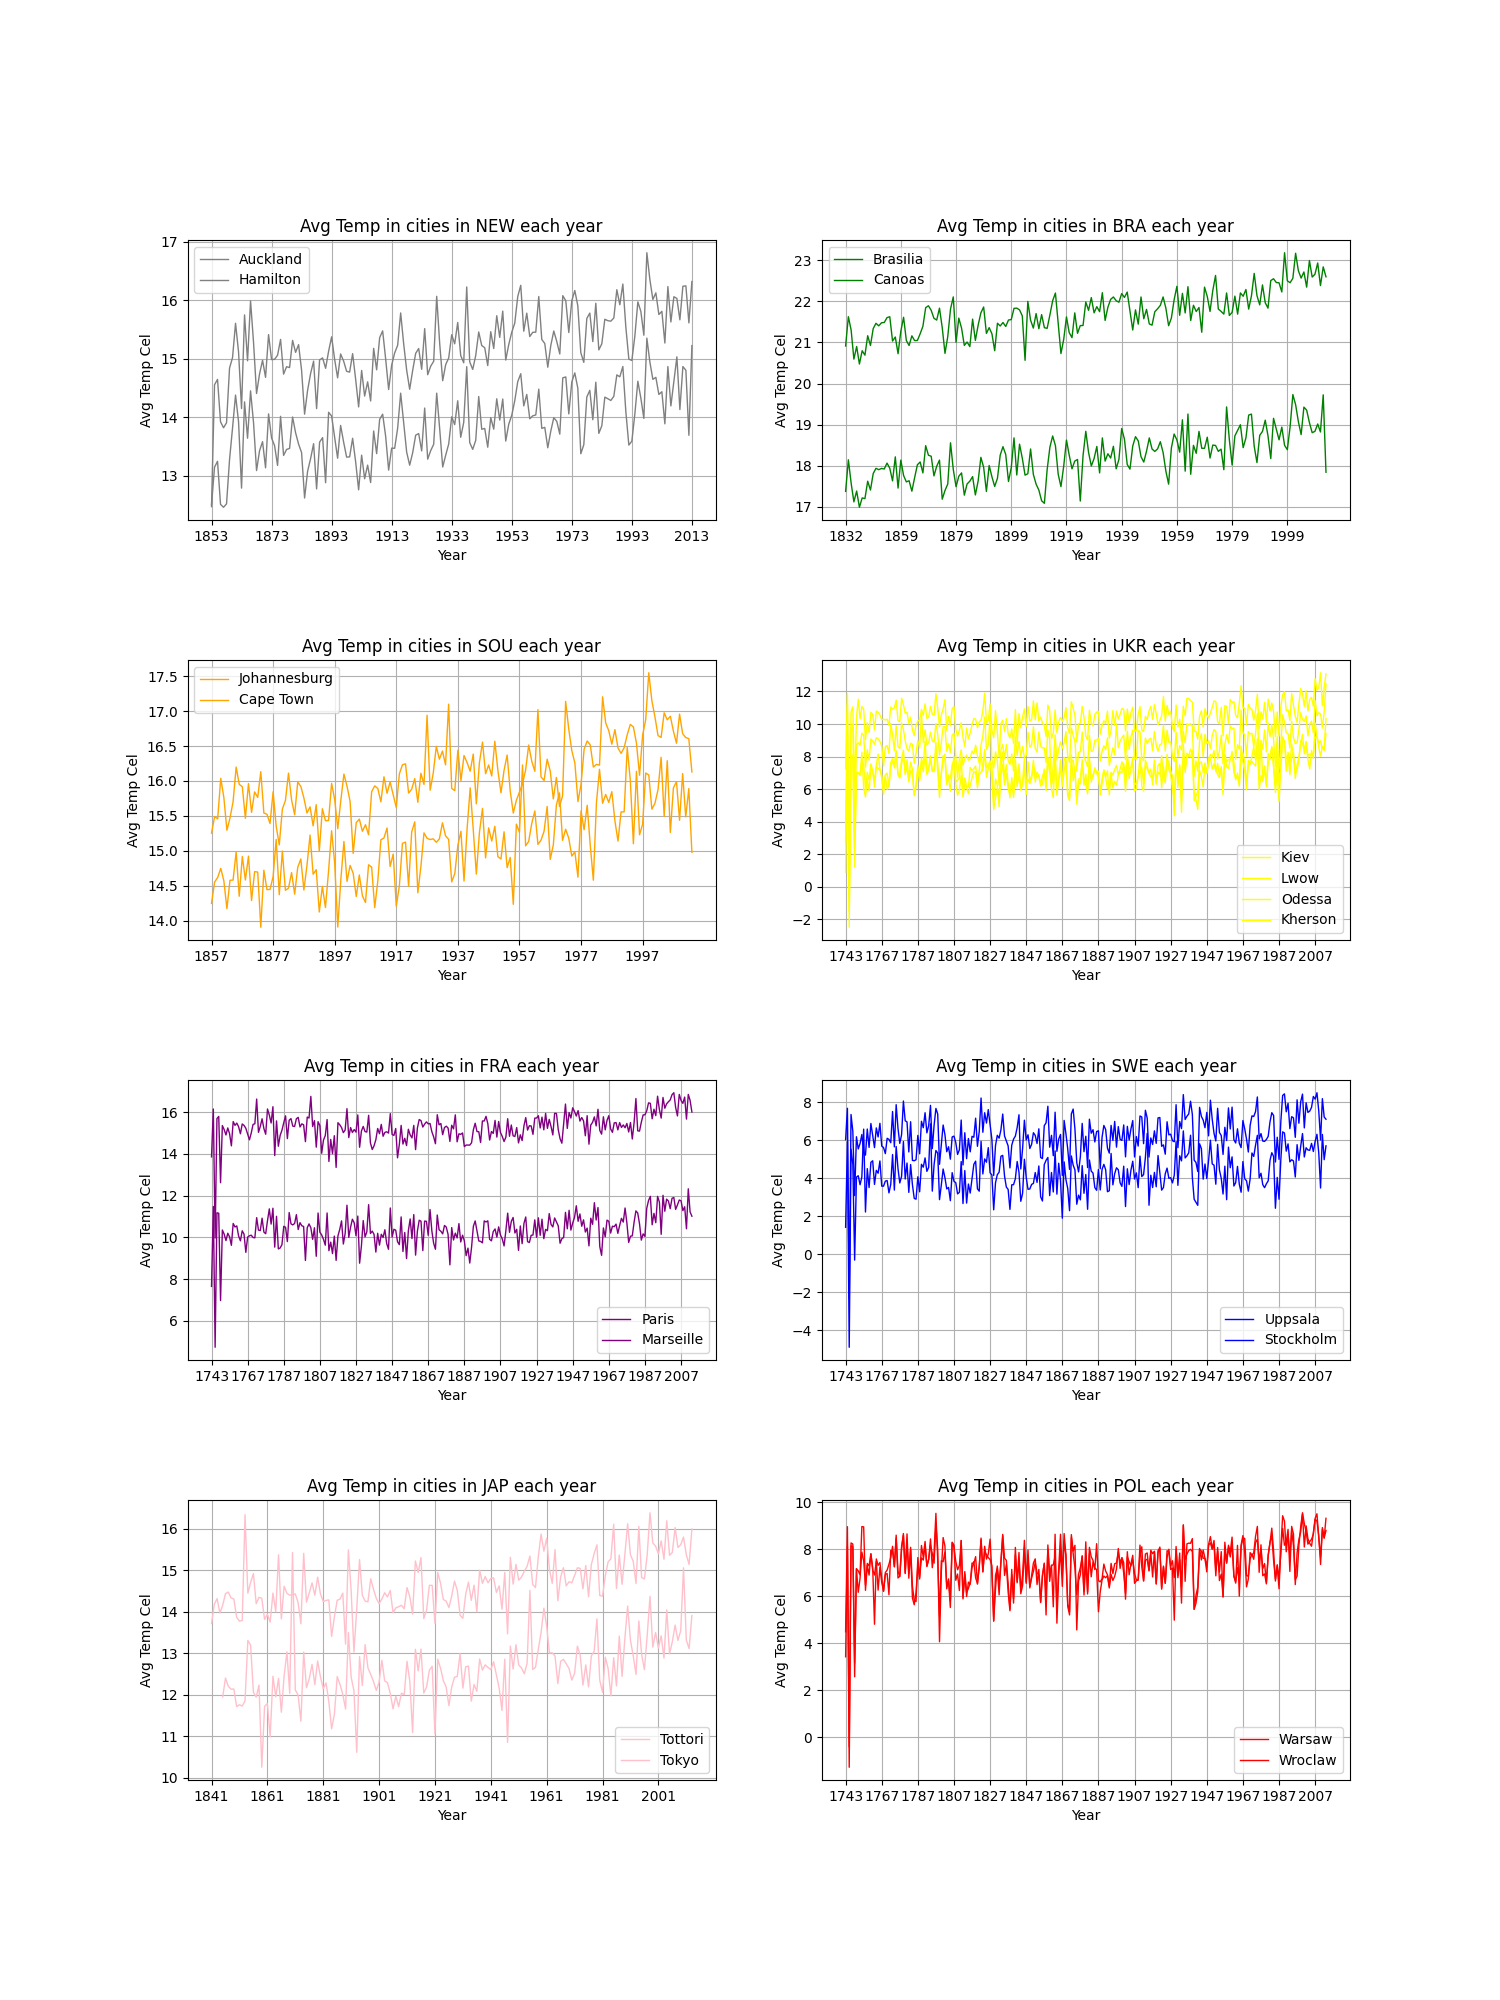 Avg Temp in cities in NEW each year
Avg Temp Cel
17
16
15
14
13
Auckland
Hamilton
1853 1873 1893 1913 1933 1953 1973 1993 2013
Year
Avg Temp in cities in BRA each year
Avg Temp Cel
23
22
21
20
19
18
17
Brasilia
Canoas
1832 1859 1879 1899 1919 1939 1959 1979 1999
Year
Avg Temp in cities in SOU each year
Avg Temp Cel
17.5
17.0
16.5
16.0
15.5
15.0
14.5
14.0
Johannesburg
Cape Town
1857 1877 1897 1917 1937 1957 1977 1997
Year
Avg Temp in cities in UKR each year
Avg Temp Cel
12
10
8
6
4
2
0
−2
Kiev
Lwow
Odessa
Kherson
1743 1767 1787 1807 1827 1847 1867 1887 1907 1927 1947 1967 1987 2007
Year
Avg Temp in cities in FRA each year
Avg Temp Cel
16
14
12
10
8
6
Paris
Marseille
1743 1767 1787 1807 1827 1847 1867 1887 1907 1927 1947 1967 1987 2007
Year
Avg Temp in cities in SWE each year
Avg Temp Cel
8
6
4
2
0
−2
−4
Uppsala
Stockholm
1743 1767 1787 1807 1827 1847 1867 1887 1907 1927 1947 1967 1987 2007
Year
Avg Temp in cities in JAP each year
Avg Temp Cel
16
15
14
13
12
11
10
Tottori
Tokyo
1841 1861 1881 1901 1921 1941 1961 1981 2001
Year
Avg Temp in cities in POL each year
Avg Temp Cel
10
8
6
4
2
0
Warsaw
Wroclaw
1743 1767 1787 1807 1827 1847 1867 1887 1907 1927 1947 1967 1987 2007
Year